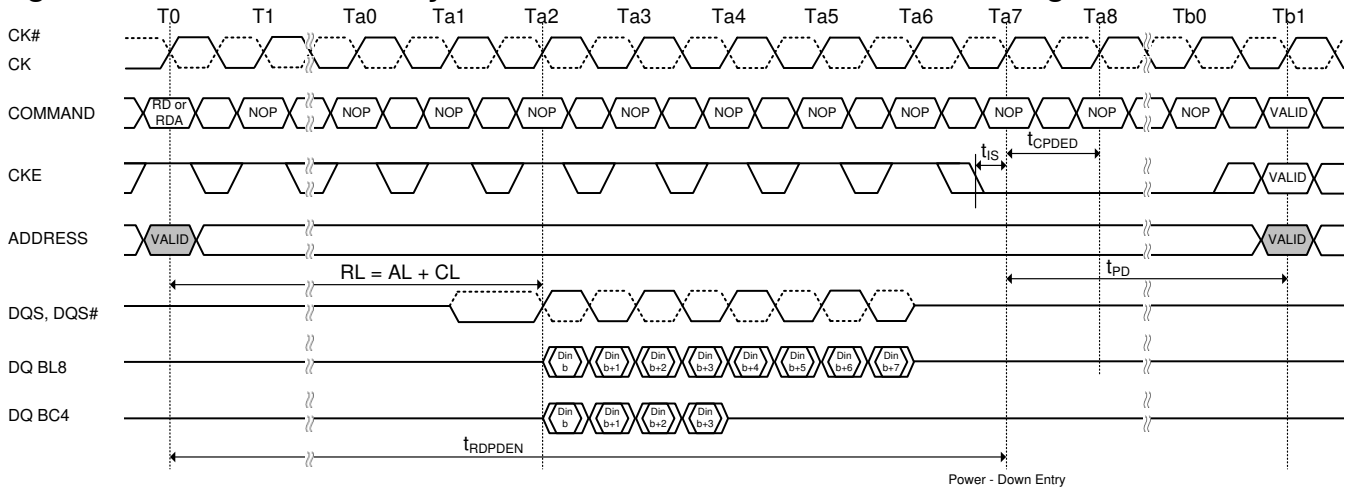 T0 T1 Ta0 Ta1 Ta2 Ta3 Ta4 Ta5 Ta6 Ta7 Ta8 Tb0 Tb1
CK#
CK
COMMAND RD or RDA NOP NOP NOP NOP NOP NOP NOP NOP NOP NOP NOP VALID
tIS tCPDED
CKE VALID
ADDRESS VALID VALID
RL = AL + CL tPD
DQS, DQS#
DQ BL8 Din b Din b+1 Din b+2 Din b+3 Din b+4 Din b+5 Din b+6 Din b+7
DQ BC4 Din b Din b+1 Din b+2 Din b+3
tRDPDEN
Power - Down Entry